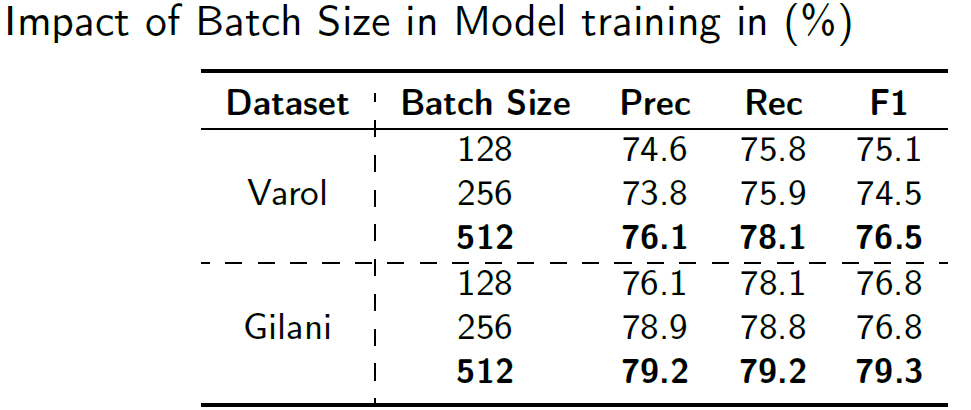 Impact of Batch Size in Model training in (%)
Dataset Batch Size Prec Rec F1
128 74.6 75.8 75.1
Varol 256 73.8 75.9 74.5
512 76.1 78.1 76.5
128 76.1 78.1 76.8
Gilani 256 78.9 78.8 76.8
512 79.2 79.2 79.3